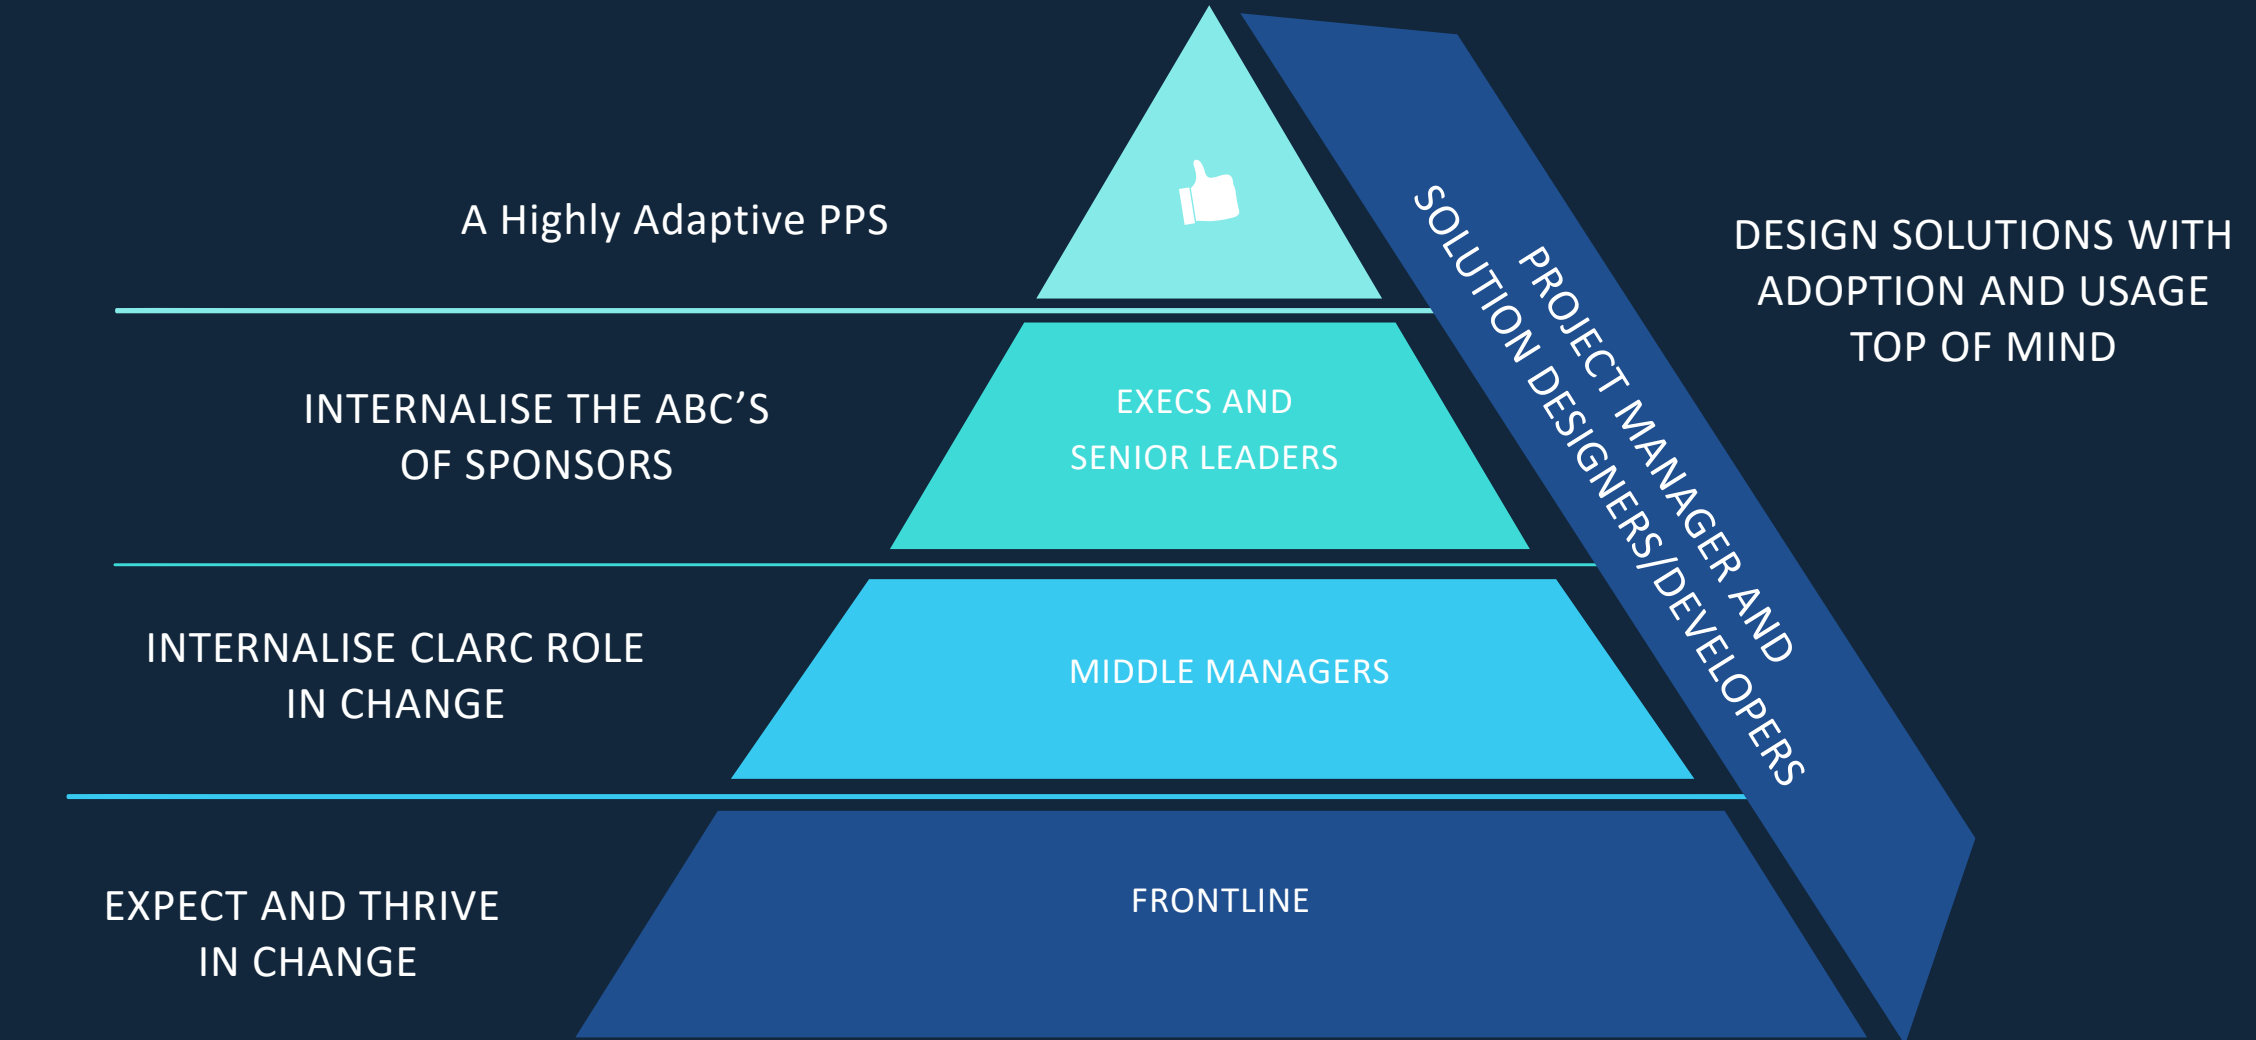 A Highly Adaptive PPS
INTERNALISE THE ABC’S
OF SPONSORS
EXECS AND
SENIOR LEADERS
INTERNALISE CLARC ROLE
IN CHANGE
MIDDLE MANAGERS
EXPECT AND THRIVE
IN CHANGE
FRONTLINE
PROJECT MANAGER AND
SOLUTION DESIGNERS/DEVELOPERS
DESIGN SOLUTIONS WITH
ADOPTION AND USAGE
TOP OF MIND